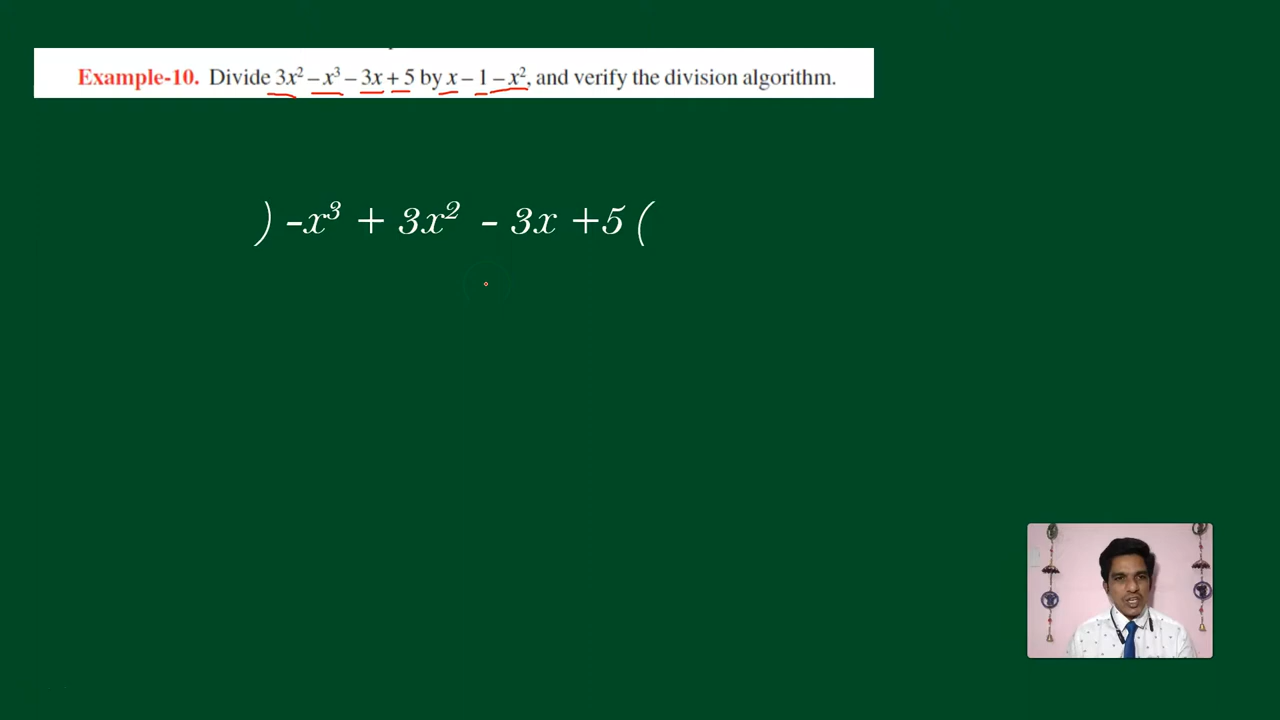 Example-10. Divide 3x² – x³ – 3x + 5 by x – 1 – x², and verify the division algorithm.
) -x³ + 3x² - 3x +5 (